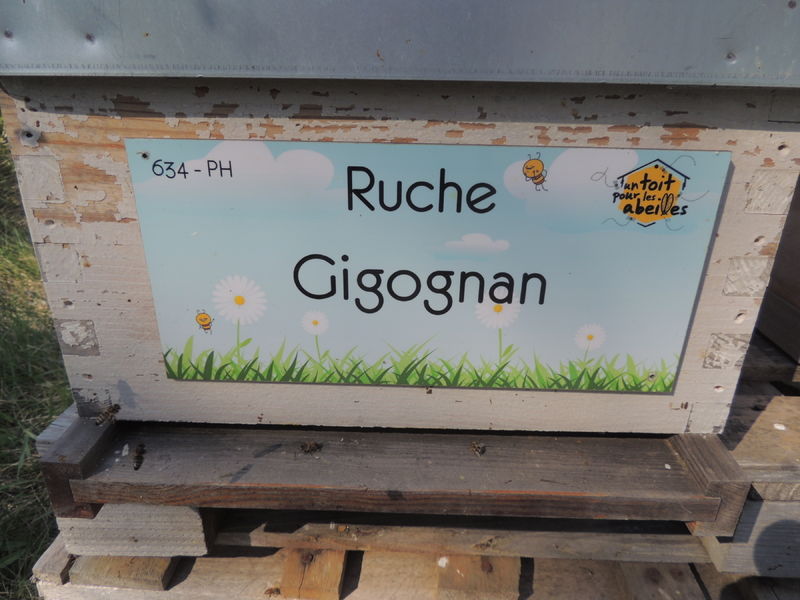 634 - PH
Ruche
Gigognan
un toit
pour les
abeilles